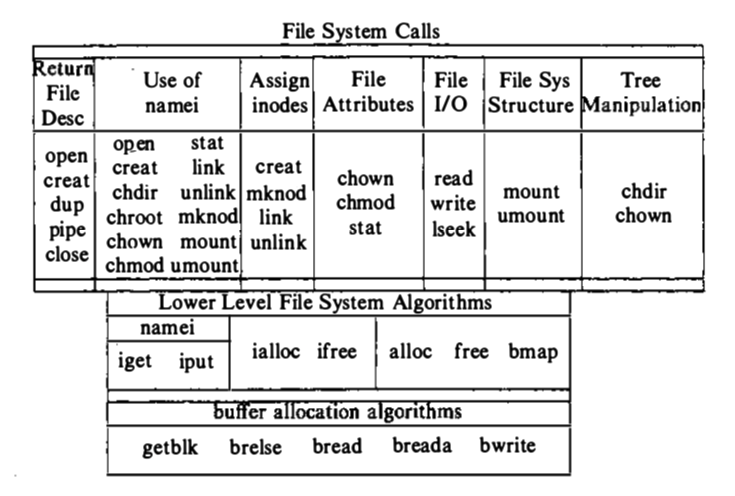 File System Calls
Return File Desc
Use of namei
Assign inodes
File Attributes
File I/O
File Sys Structure
Tree Manipulation
open creat dup pipe close
open stat
creat link
chdir unlink
chroot mknod
chown mount
chmod umount
creat mknod link unlink
chown chmod stat
read write lseek
mount umount
chdir chown
Lower Level File System Algorithms
namei
iget iput
ialloc ifree
alloc free bmap
buffer allocation algorithms
getblk brelse bread breada bwrite